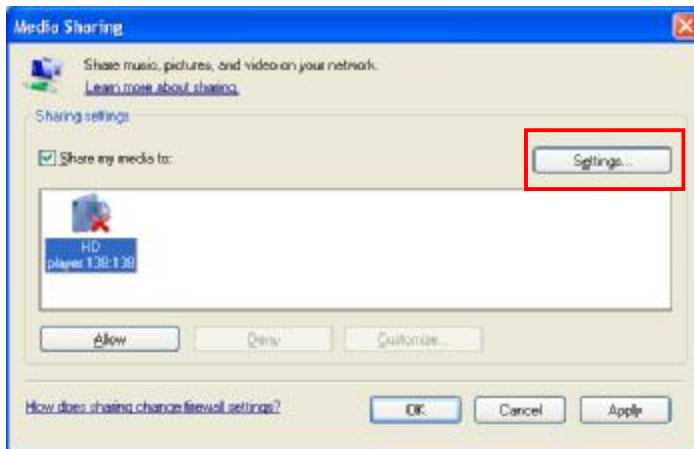 Media Sharing
Share music, pictures, and video on your network.
Learn more about sharing.
Sharing settings
Share my media to:
Settings...
HD
player 138:138
Allow
Deny
Customize...
How does sharing change firewall settings?
OK
Cancel
Apply